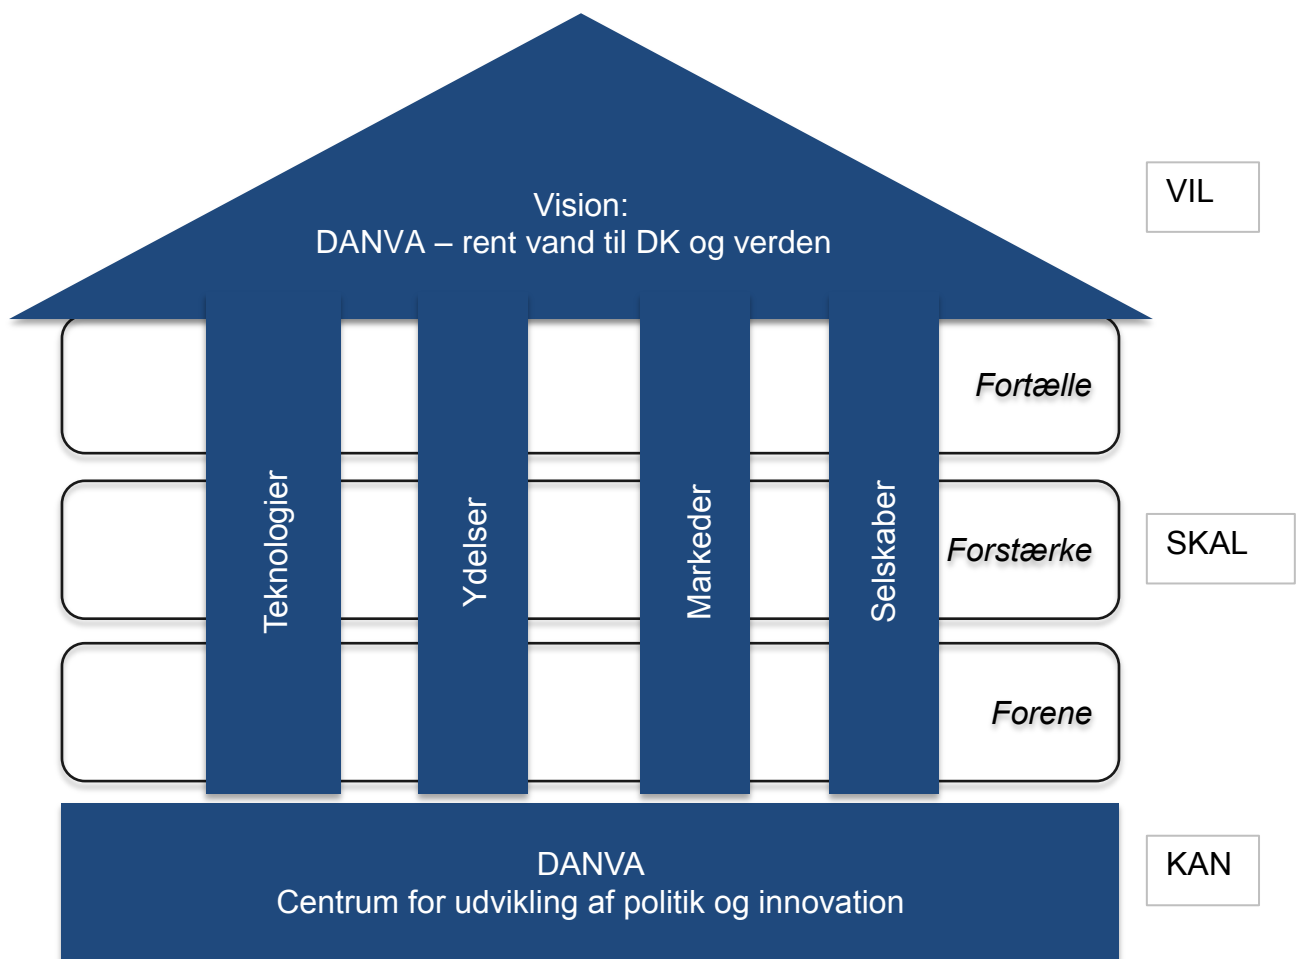 Vision:
DANVA – rent vand til DK og verden
VIL
Fortælle
Teknologier
Ydelser
Markeder
Selskaber
Forstærke
SKAL
Forene
DANVA
Centrum for udvikling af politik og innovation
KAN